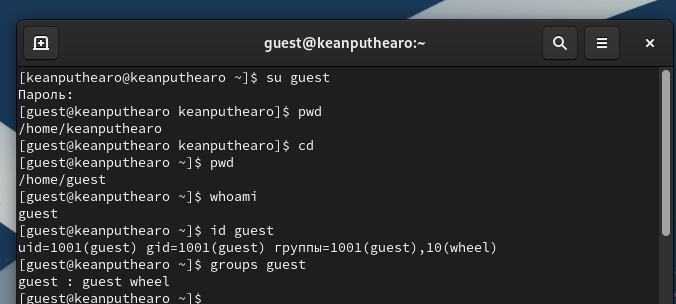 guest@keanputhearo:~
[keanputhearo@keanputhearo ~]$ su guest
Пароль:
[guest@keanputhearo keanputhearo]$ pwd
/home/keanputhearo
[guest@keanputhearo keanputhearo]$ cd
[guest@keanputhearo ~]$ pwd
/home/guest
[guest@keanputhearo ~]$ whoami
guest
[guest@keanputhearo ~]$ id guest
uid=1001(guest) gid=1001(guest) группы=1001(guest),10(wheel)
[guest@keanputhearo ~]$ groups guest
guest : guest wheel
[guest@keanputhearo ~]$